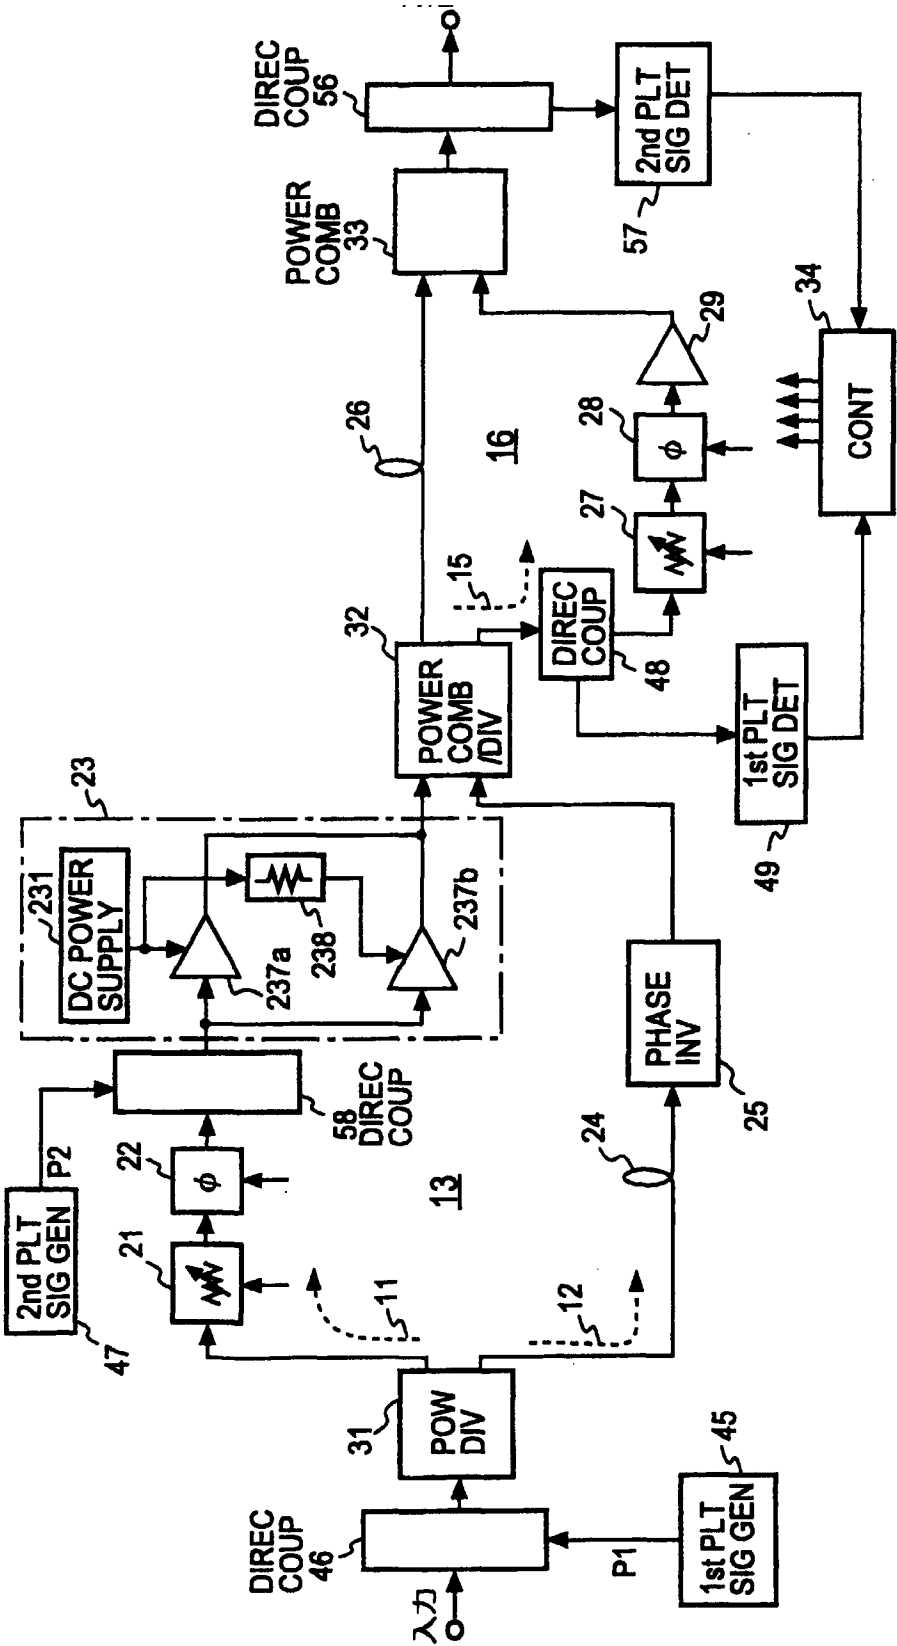 入力
DIREC
COUP
46
P1
1st PLT
SIG GEN
45
POW
DIV
31
11
12
2nd PLT
SIG GEN
47
P2
21
φ
22
13
58
DIREC
COUP
24
PHASE
INV
25
23
DC POWER
SUPPLY
231
237a
238
237b
POWER
COMB
/DIV
32
15
16
26
DIREC
COUP
48
1st PLT
SIG DET
49
27
φ
28
29
POWER
COMB
33
DIREC
COUP
56
2nd PLT
SIG DET
57
CONT
34